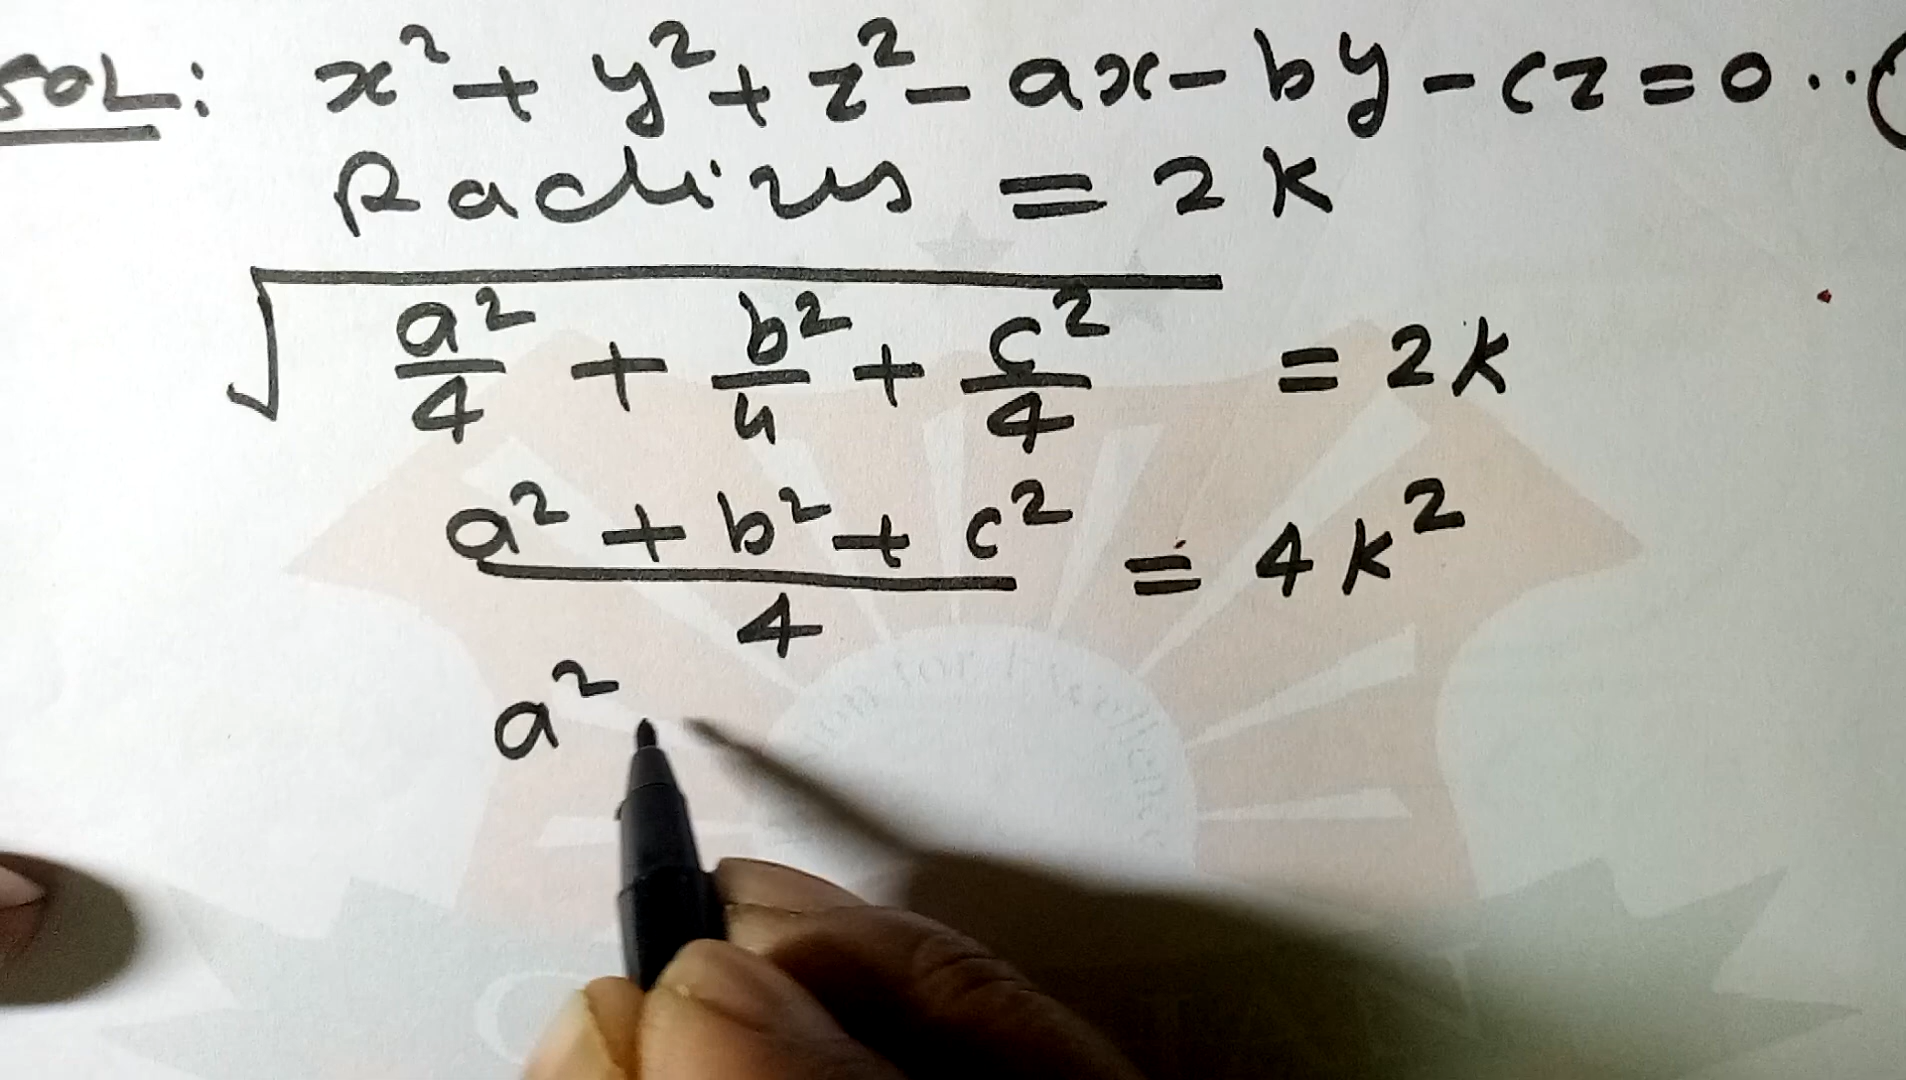 SOL: x² + y² + z² - ax - by - cz = 0 ..
Radius = 2k
√(a²/4 + b²/4 + c²/4) = 2k
(a² + b² + c²)/4 = 4k²
a²